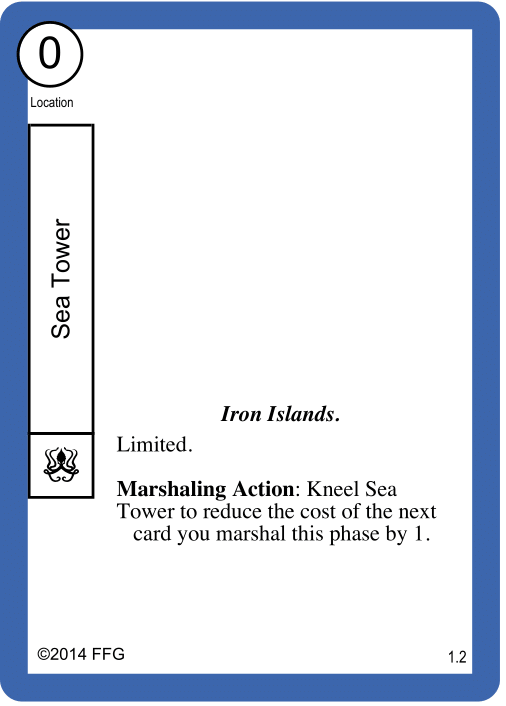 0
Location
Sea Tower
Iron Islands.
Limited.
Marshaling Action: Kneel Sea
Tower to reduce the cost of the next
card you marshal this phase by 1.
©2014 FFG
1.2